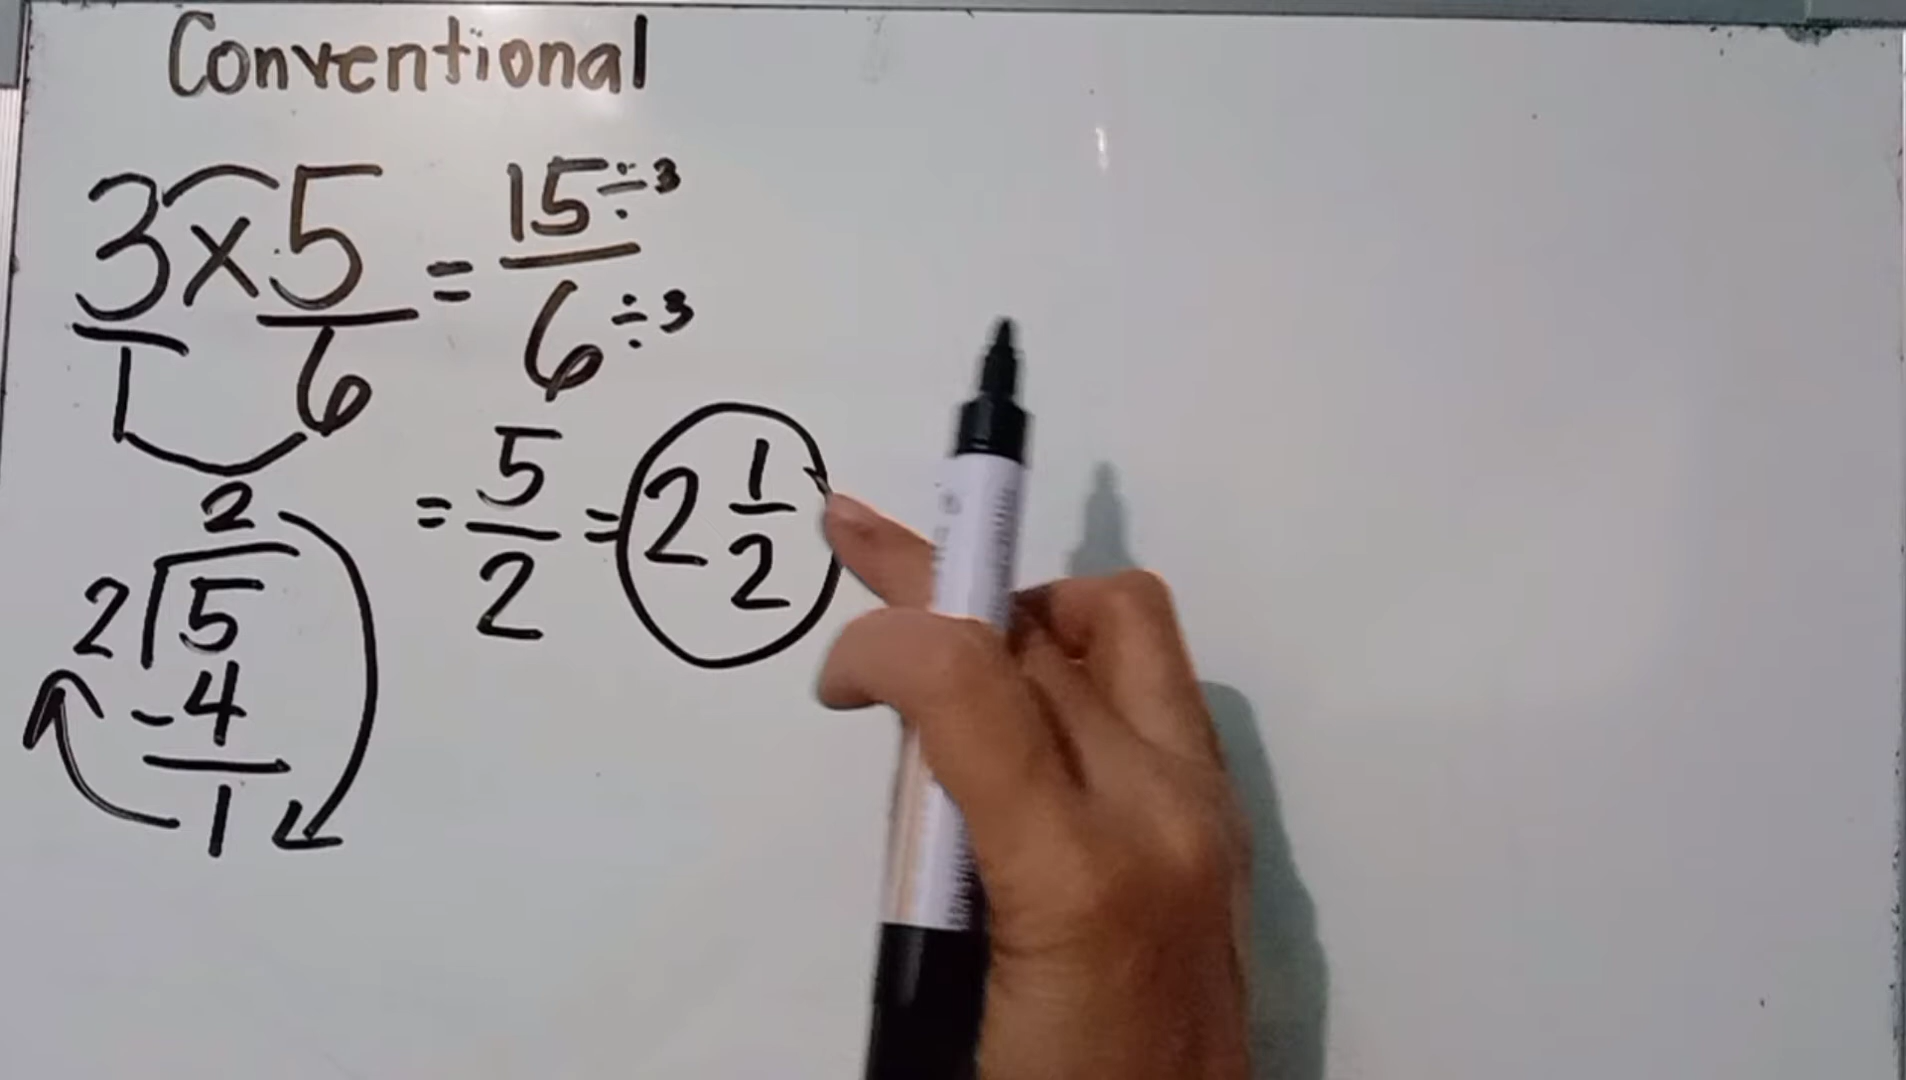 Conventional
3/1 × 5/6 = 15÷3/6÷3
= 5/2 = 2 1/2
2
2 5
-4
1